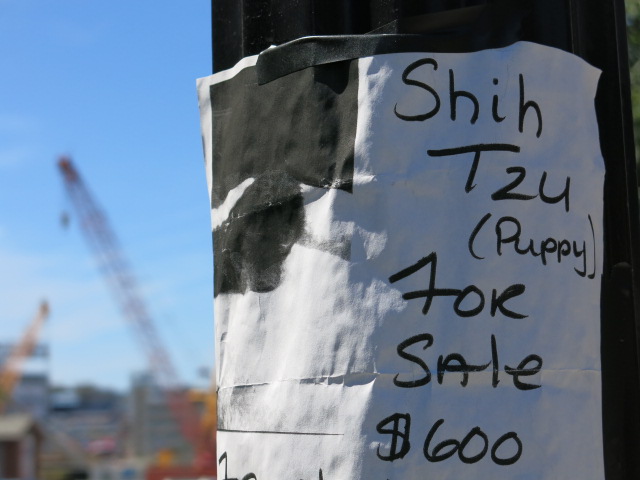 Shih
Tzu
(Puppy)
FOR
SAle
$600